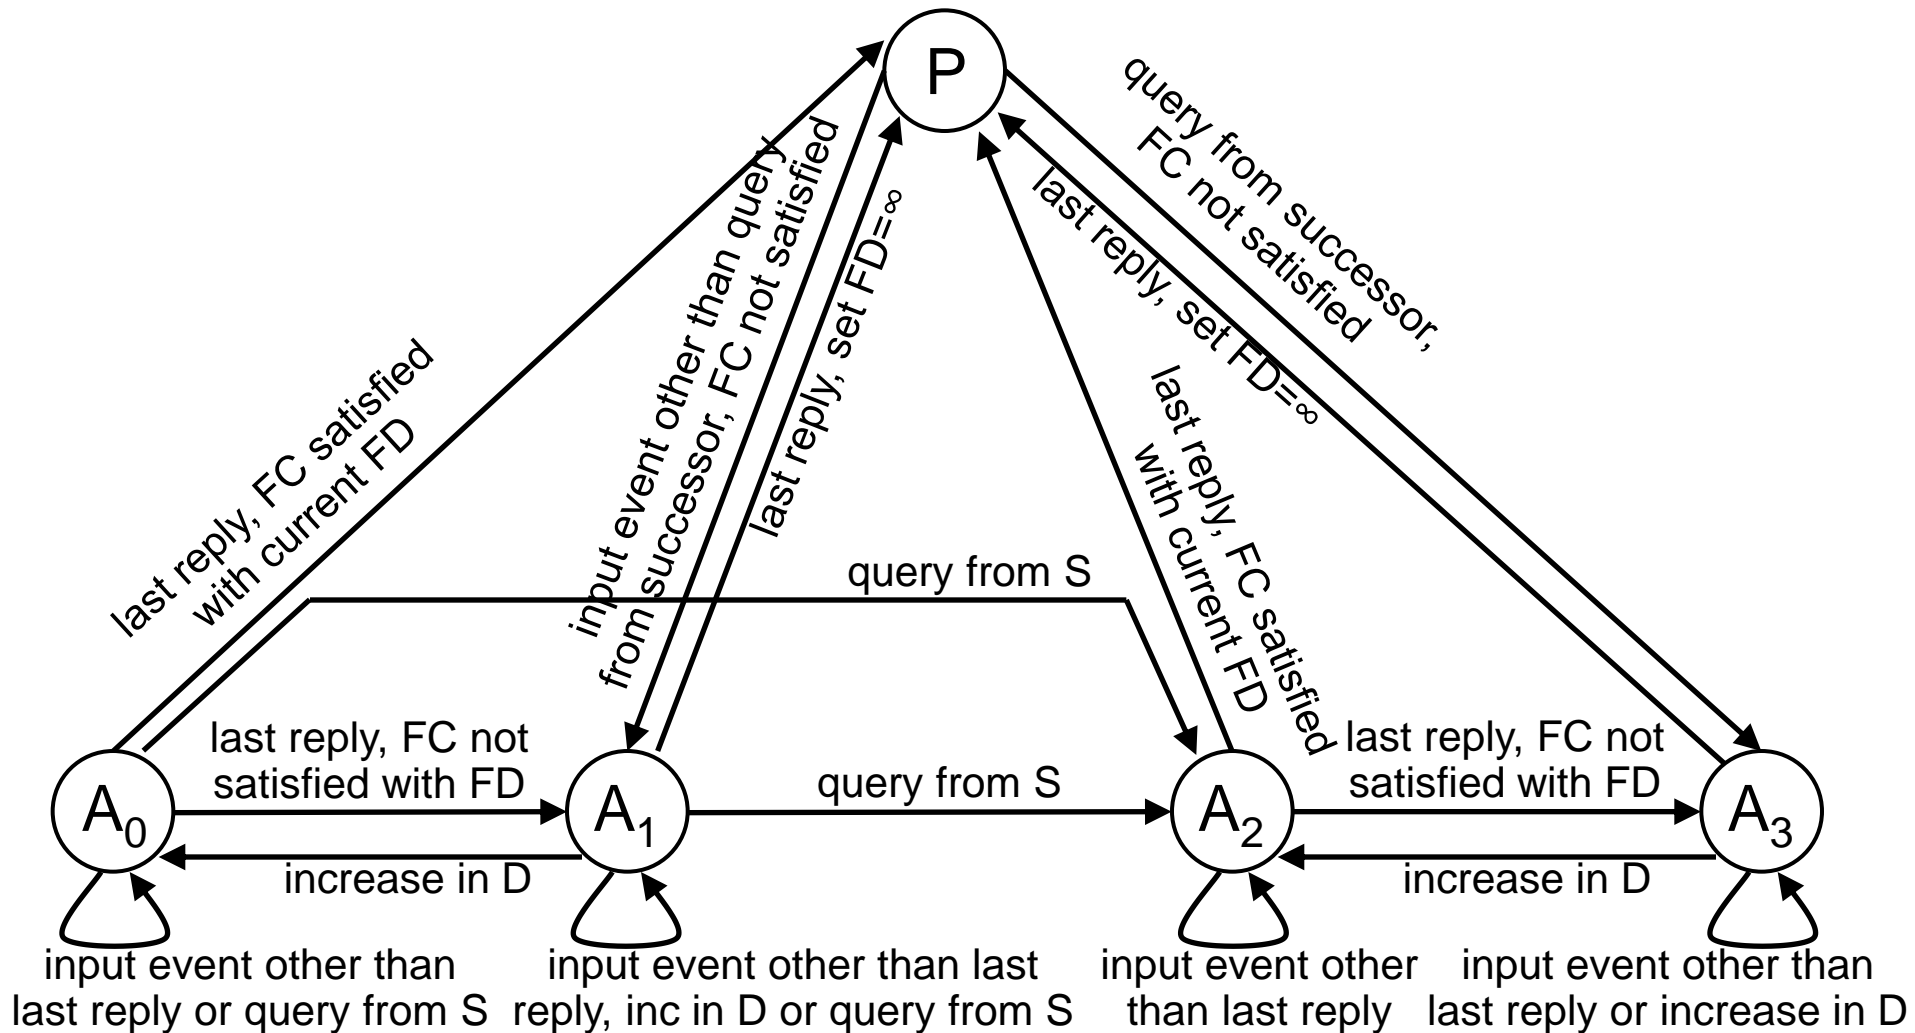 P
query from successor,
FC not satisfied
last reply, set FD=∞
input event other than query
from successor, FC not satisfied
last reply, set FD=∞
last reply, FC satisfied
with current FD
last reply, FC satisfied
with current FD
query from S
last reply, FC not
satisfied with FD
query from S
last reply, FC not
satisfied with FD
A0
A1
A2
A3
increase in D
increase in D
input event other than
last reply or query from S
input event other than last
reply, inc in D or query from S
input event other
than last reply
input event other than
last reply or increase in D